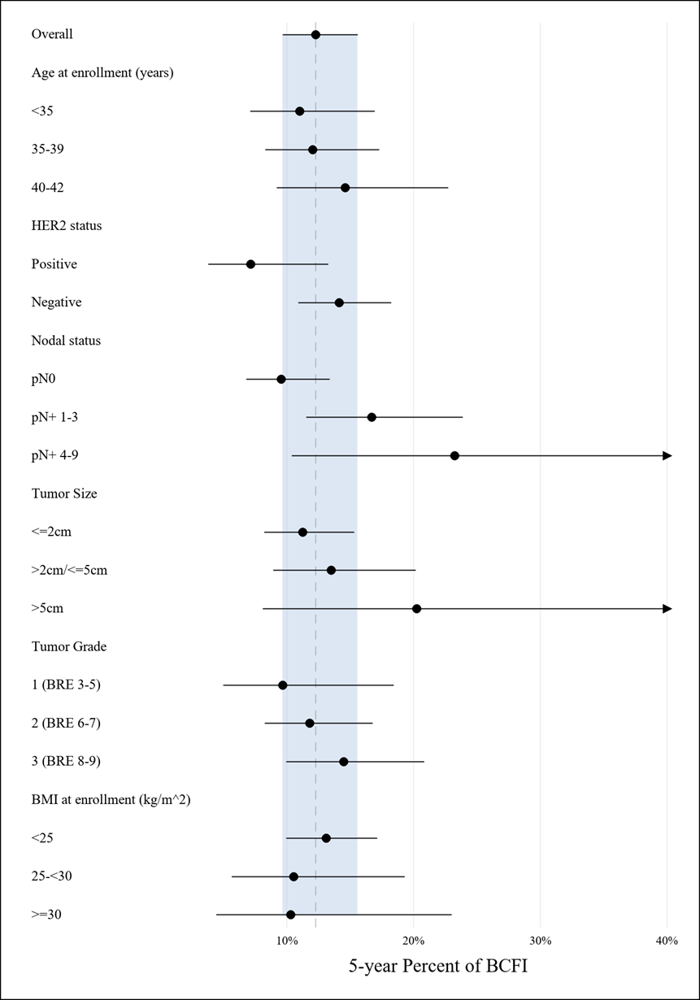 Overall
Age at enrollment (years)
<35
35-39
40-42
HER2 status
Positive
Negative
Nodal status
pN0
pN+ 1-3
pN+ 4-9
Tumor Size
<=2cm
>2cm/<=5cm
>5cm
Tumor Grade
1 (BRE 3-5)
2 (BRE 6-7)
3 (BRE 8-9)
BMI at enrollment (kg/m^2)
<25
25-<30
>=30
10% 20% 30% 40%
5-year Percent of BCFI